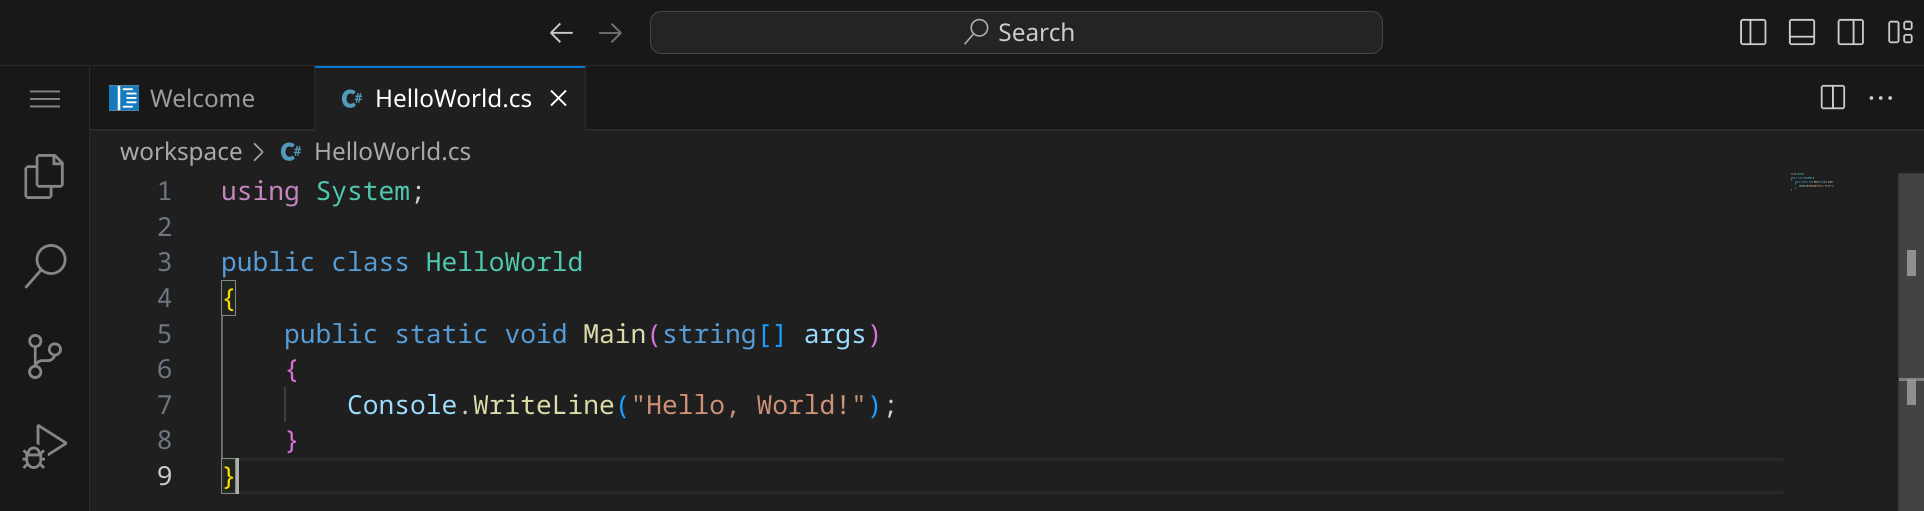 Search
Welcome
HelloWorld.cs
workspace > HelloWorld.cs
1 using System;
2
3 public class HelloWorld
4 {
5     public static void Main(string[] args)
6     {
7         Console.WriteLine("Hello, World!");
8     }
9 }